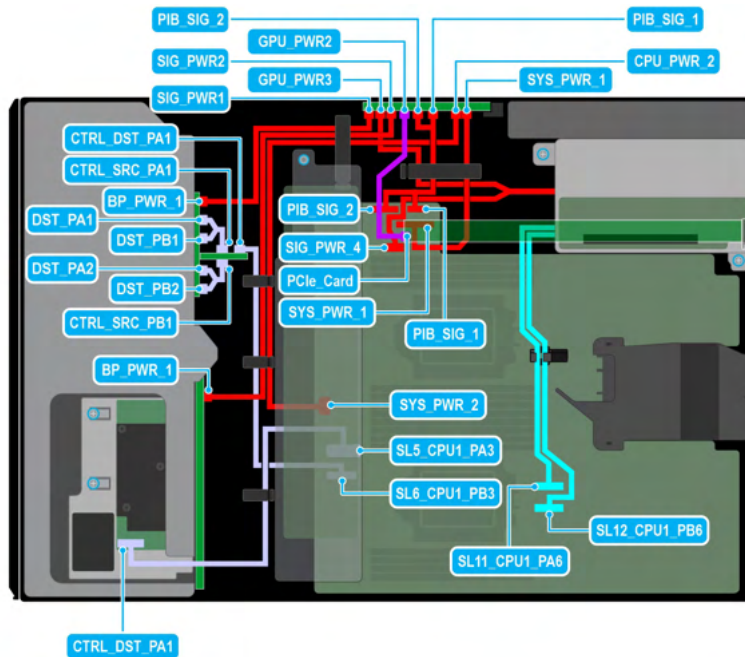 PIB_SIG_2
PIB_SIG_1
GPU_PWR2
SIG_PWR2
CPU_PWR_2
GPU_PWR3
SYS_PWR_1
SIG_PWR1
CTRL_DST_PA1
CTRL_SRC_PA1
BP_PWR_1
DST_PA1
PIB_SIG_2
DST_PB1
SIG_PWR_4
DST_PA2
PCIe_Card
DST_PB2
SYS_PWR_1
CTRL_SRC_PB1
PIB_SIG_1
BP_PWR_1
SYS_PWR_2
SL5_CPU1_PA3
SL6_CPU1_PB3
SL12_CPU1_PB6
SL11_CPU1_PA6
CTRL_DST_PA1